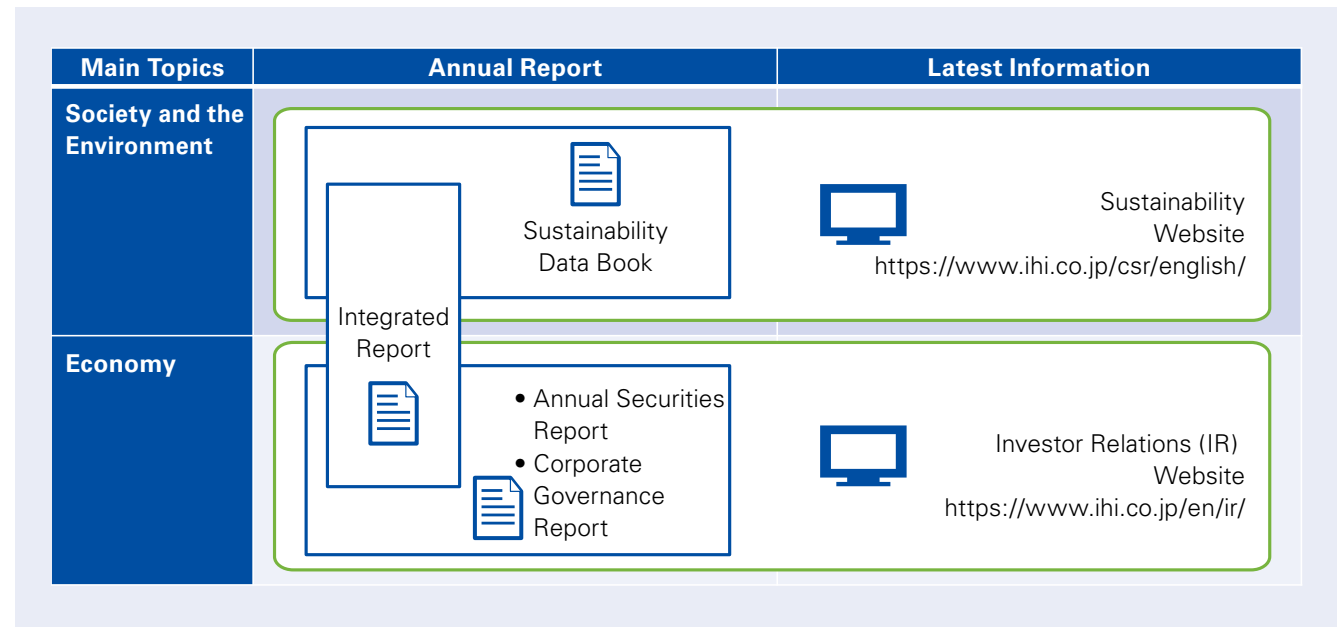 Main Topics
Annual Report
Latest Information
Society and the
Environment
Sustainability
Data Book
Sustainability
Website
https://www.ihi.co.jp/csr/english/
Integrated
Report
Economy
• Annual Securities
Report
• Corporate
Governance
Report
Investor Relations (IR)
Website
https://www.ihi.co.jp/en/ir/